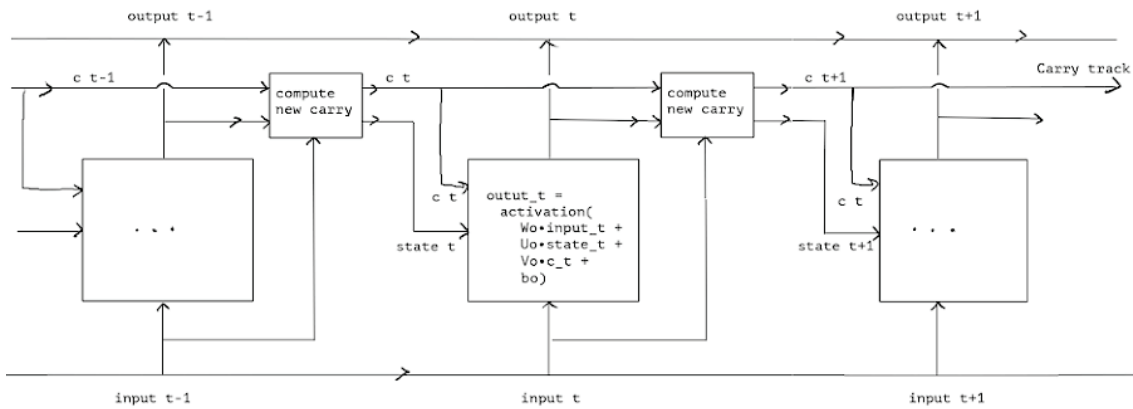 output t-1
output t
output t+1
c t-1
c t
c t+1
Carry track
compute
new carry
compute
new carry
c t
state t
outut_t =
activation(
Wo•input_t +
Uo•state_t +
Vo•c_t +
bo)
c t
state t+1
. . .
. . .
input t-1
input t
input t+1